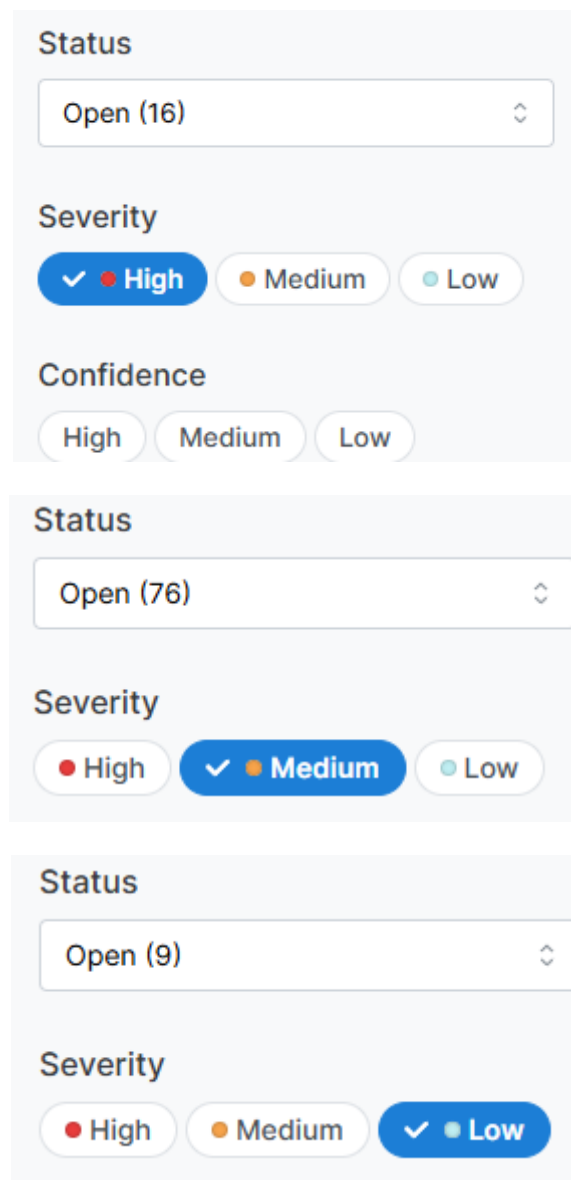 Status
Open (16)
Severity
High Medium Low
Confidence
High Medium Low
Status
Open (76)
Severity
High Medium Low
Status
Open (9)
Severity
High Medium Low